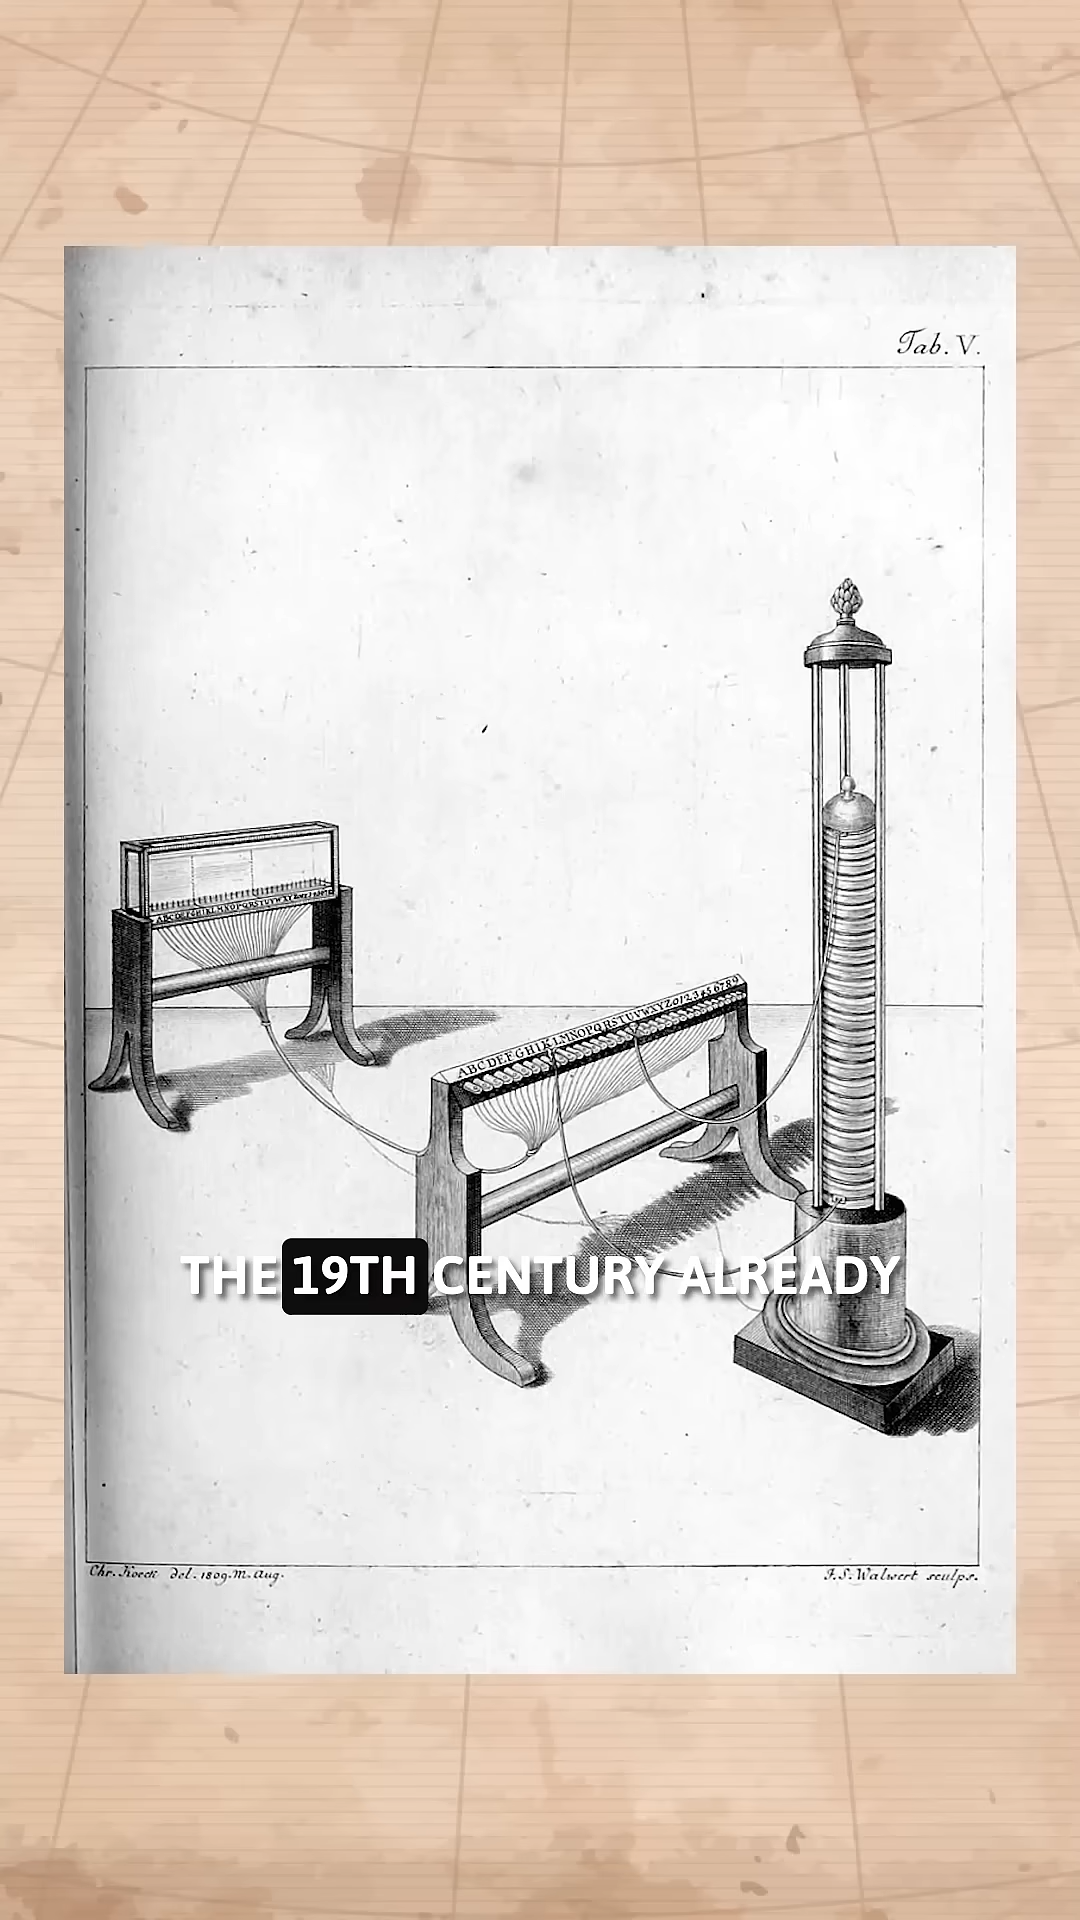 Tab. V.
ABCDEFGHIKLMNOPQRSTUVWXYZ0123456789
THE 19TH CENTURY ALREADY
Chr. Koeck del. 1809. M. Aug.
J. S. Walwert sculps.